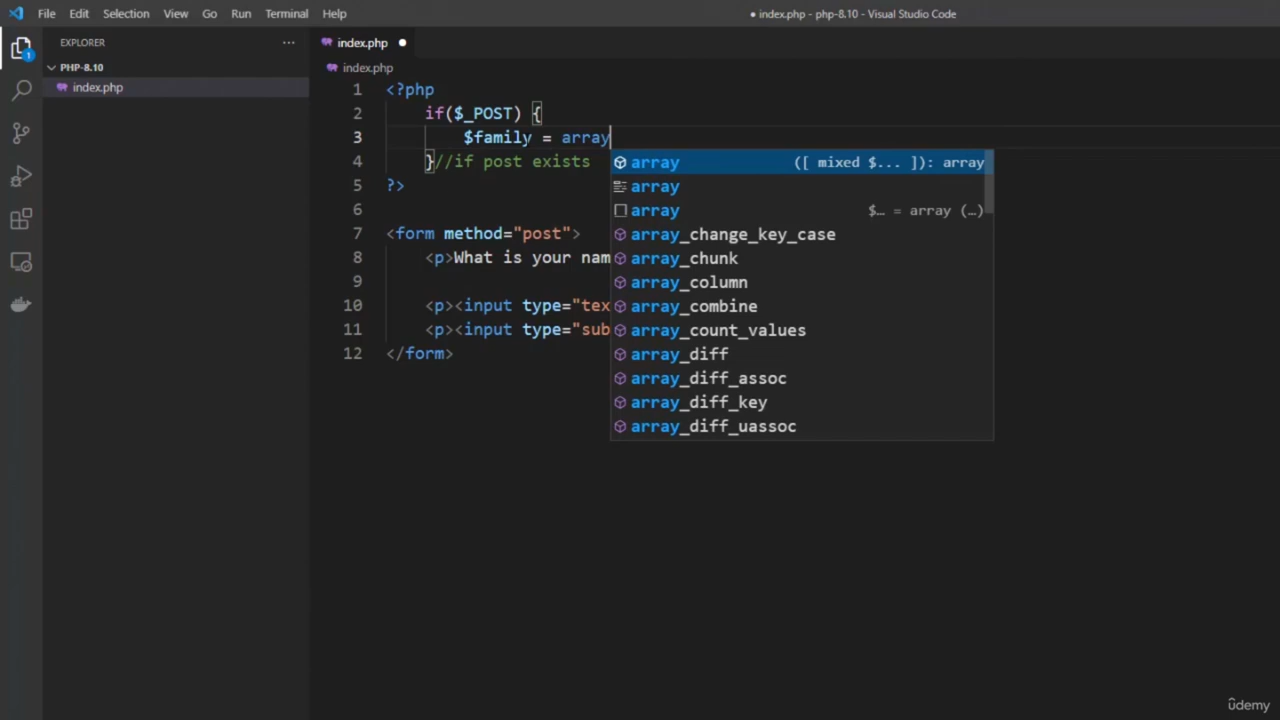 File Edit Selection View Go Run Terminal Help ● index.php - php-8.10 - Visual Studio Code
EXPLORER ··· index.php ●
PHP-8.10 index.php
index.php
1
1 <?php
2 if($_POST) {
3 $family = array
4 }//if post exists
5 ?>
6
7 <form method="post">
8 <p>What is your nam
9
10 <p><input type="tex
11 <p><input type="sub
12 </form>
array ([ mixed $... ]): array
array
array $… = array (…)
array_change_key_case
array_chunk
array_column
array_combine
array_count_values
array_diff
array_diff_assoc
array_diff_key
array_diff_uassoc
ûdemy